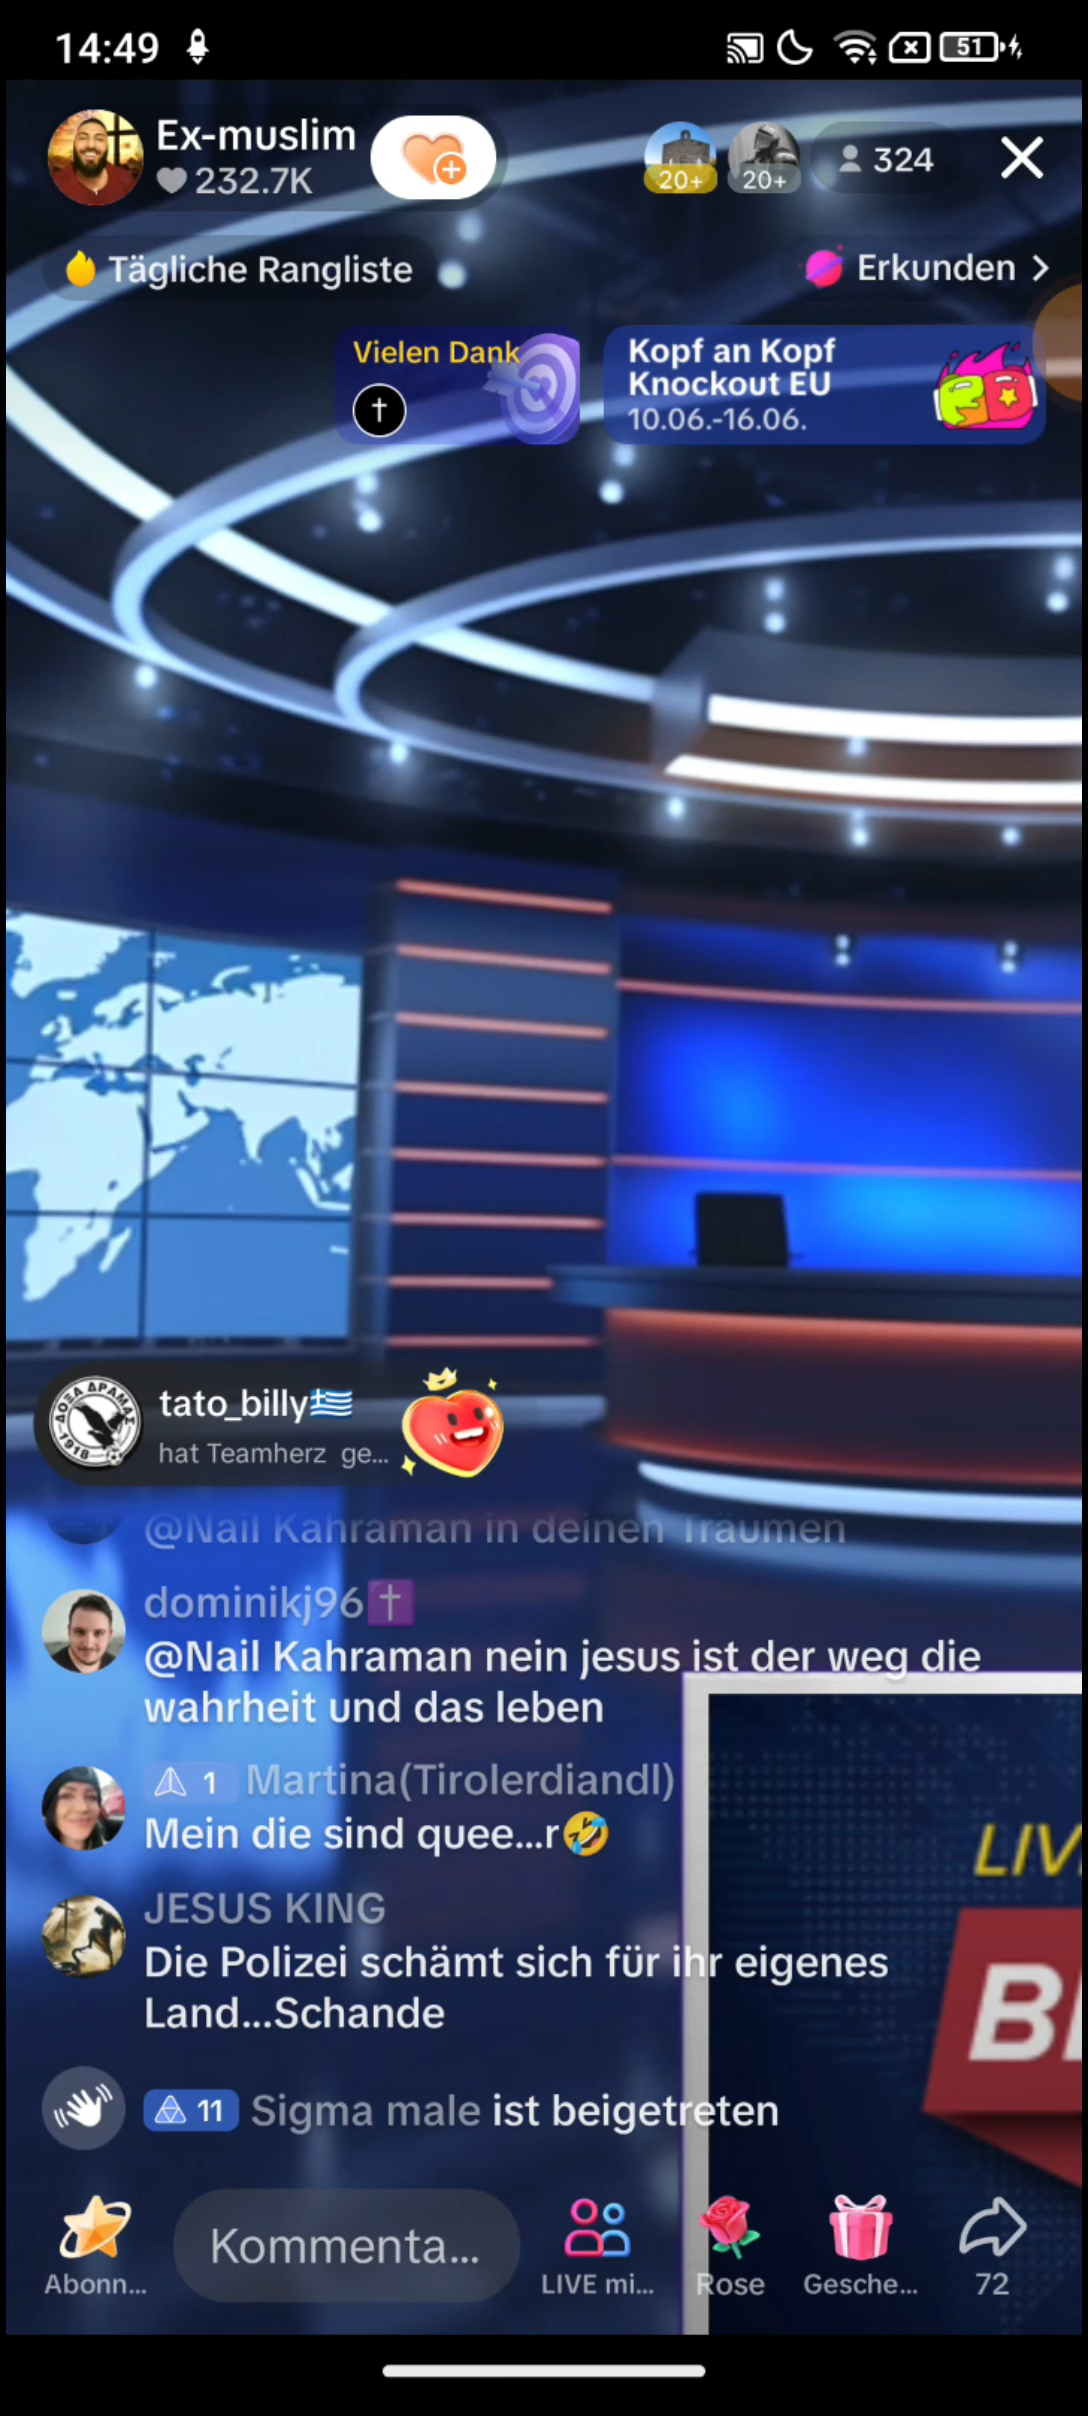 14:49
51
Ex-muslim
232.7K
20+
20+
324
Tägliche Rangliste
Erkunden
Vielen Dank
Kopf an Kopf
Knockout EU
10.06.-16.06.
ΔΟΞΑ ΔΡΑΜΑΣ
1918
tato_billy🇬🇷
hat Teamherz ge...
@Nail Kahraman in deinen Träumen
dominikj96✝️
@Nail Kahraman nein jesus ist der weg die
wahrheit und das leben
1 Martina(Tirolerdiandl)
Mein die sind quee...r🤣
JESUS KING
Die Polizei schämt sich für ihr eigenes
Land...Schande
11 Sigma male ist beigetreten
LIV
B
Kommenta...
Abonn...
LIVE mi...
Rose
Gesche...
72